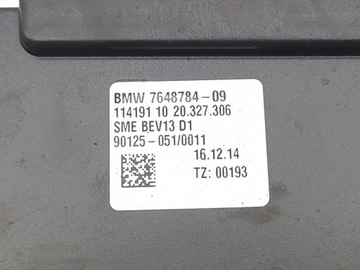 BMW 7648784-09
114191 10 20.327.306
SME BEV13 D1
90125-051/0011
16.12.14
TZ: 00193